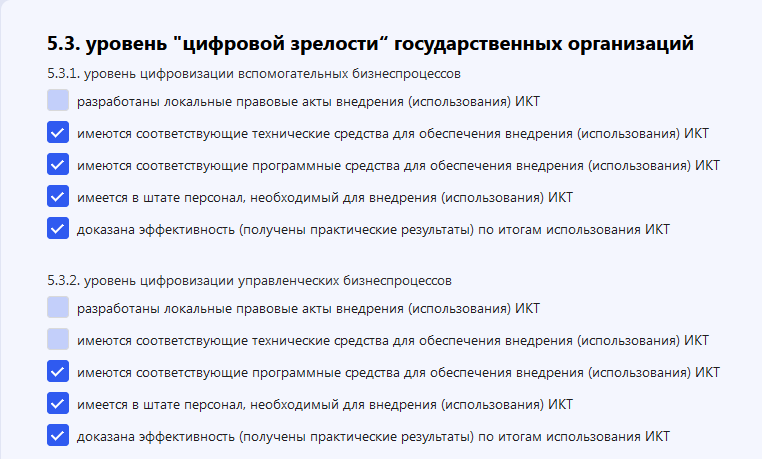 5.3. уровень "цифровой зрелости“ государственных организаций
5.3.1. уровень цифровизации вспомогательных бизнеспроцессов
разработаны локальные правовые акты внедрения (использования) ИКТ
имеются соответствующие технические средства для обеспечения внедрения (использования) ИКТ
имеются соответствующие программные средства для обеспечения внедрения (использования) ИКТ
имеется в штате персонал, необходимый для внедрения (использования) ИКТ
доказана эффективность (получены практические результаты) по итогам использования ИКТ
5.3.2. уровень цифровизации управленческих бизнеспроцессов
разработаны локальные правовые акты внедрения (использования) ИКТ
имеются соответствующие технические средства для обеспечения внедрения (использования) ИКТ
имеются соответствующие программные средства для обеспечения внедрения (использования) ИКТ
имеется в штате персонал, необходимый для внедрения (использования) ИКТ
доказана эффективность (получены практические результаты) по итогам использования ИКТ